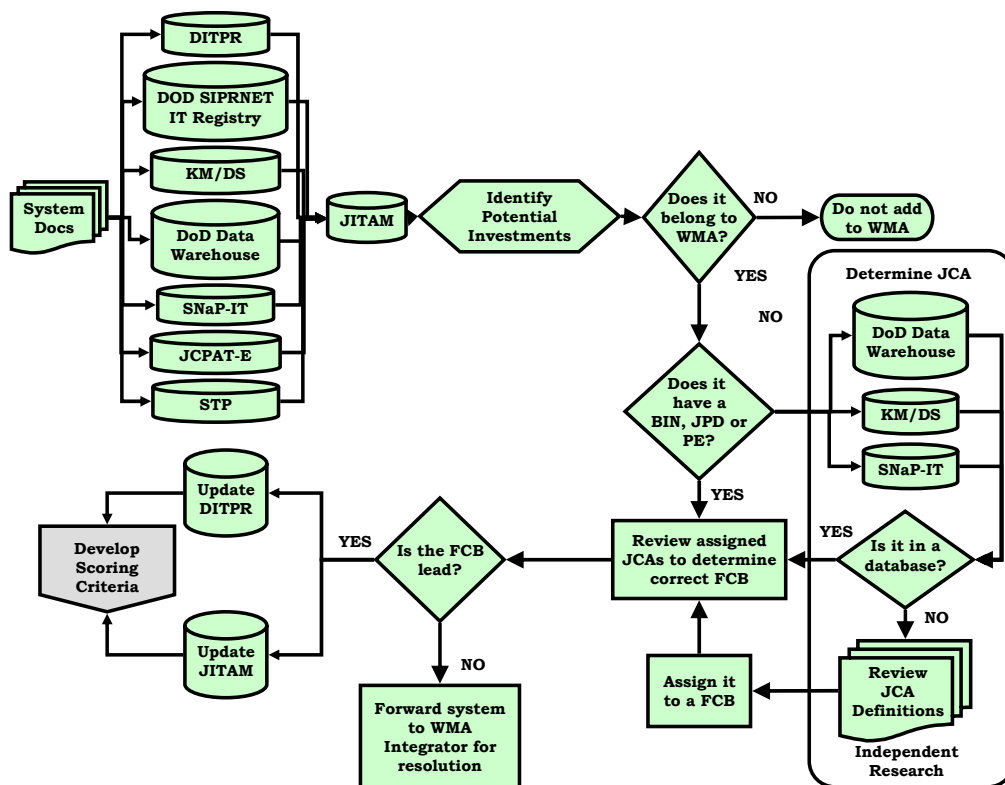 DITPR
DOD SIPRNET
IT Registry
KM/DS
System
Docs
DoD Data
Warehouse
SNaP-IT
JCPAT-E
STP
JITAM
Identify
Potential
Investments
Does it
belong to
WMA?
NO
Do not add
to WMA
YES
NO
Determine JCA
DoD Data
Warehouse
KM/DS
SNaP-IT
Does it
have a
BIN, JPD or
PE?
YES
Is it in a
database?
YES
NO
Review
JCA
Definitions
Independent
Research
Assign it
to a FCB
Review assigned
JCAs to determine
correct FCB
Is the FCB
lead?
YES
NO
Forward system
to WMA
Integrator for
resolution
Update
DITPR
Update
JITAM
Develop
Scoring
Criteria